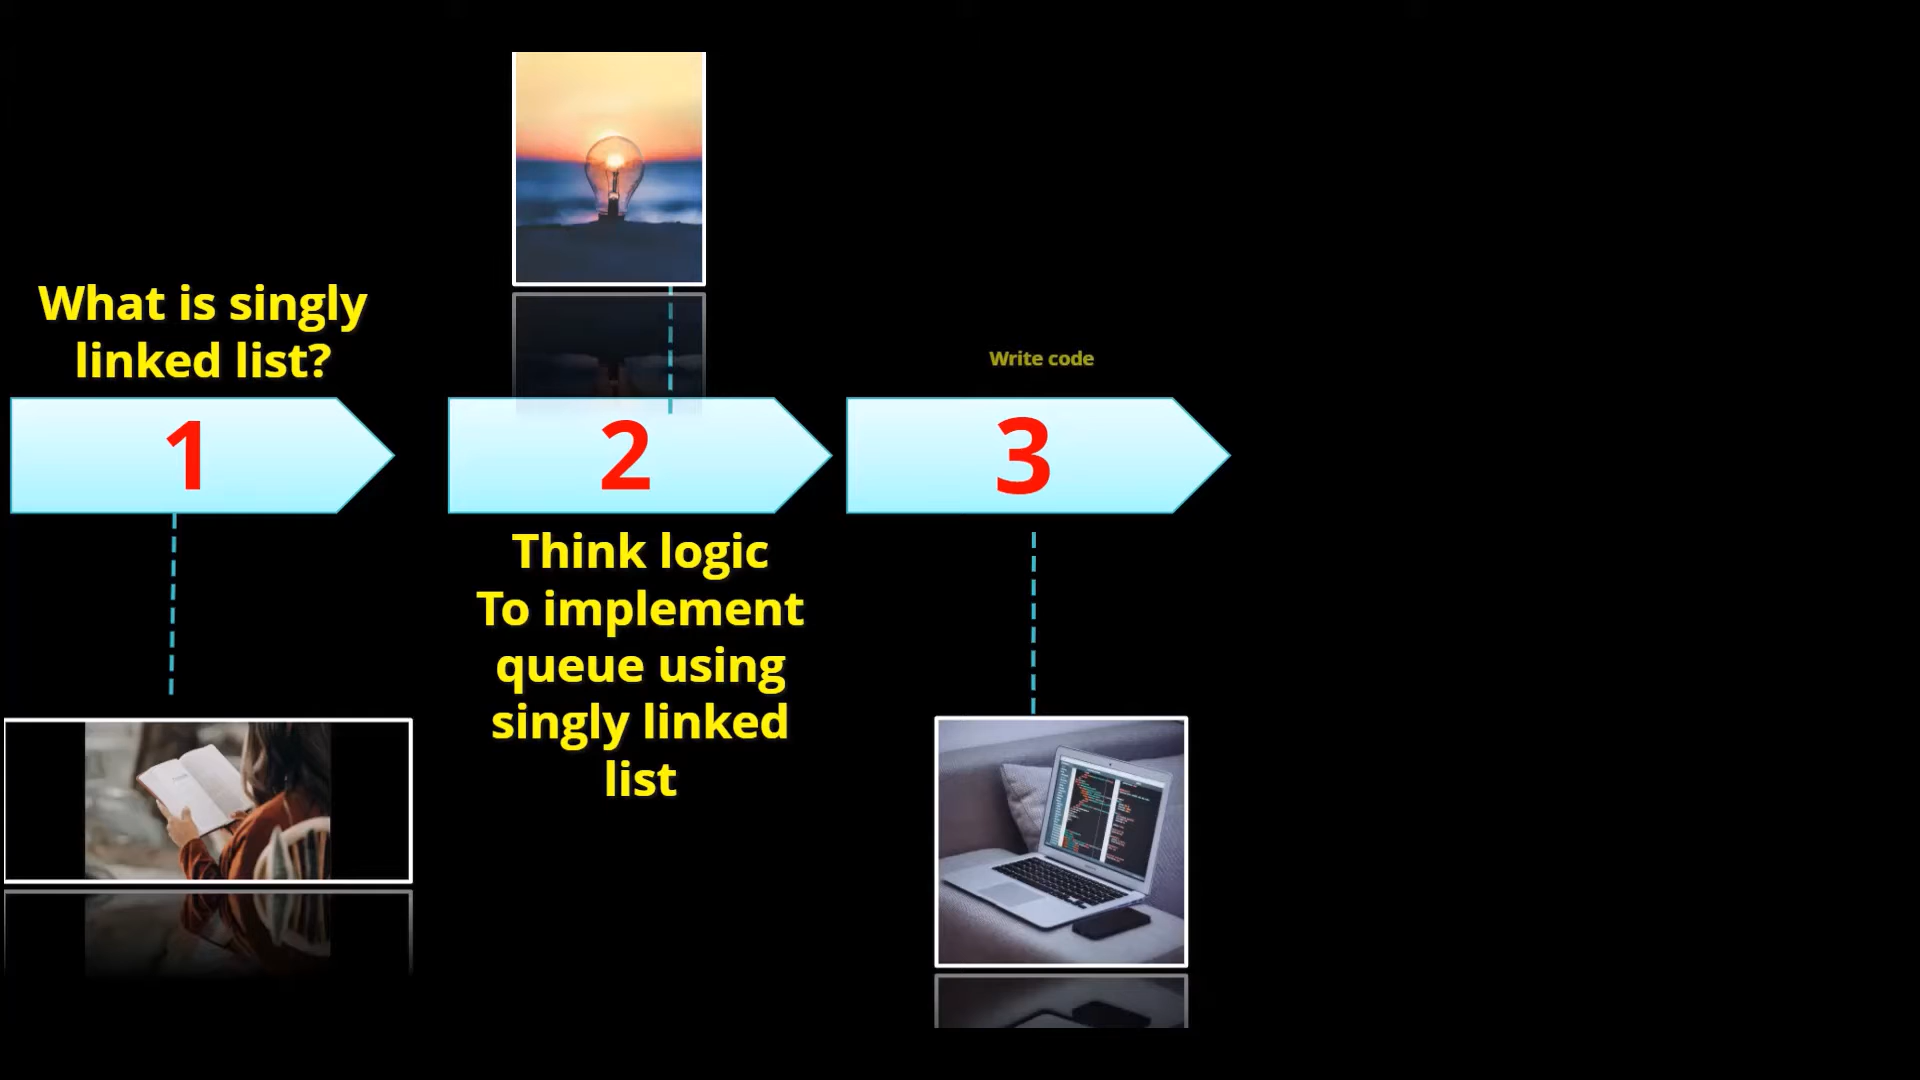 What is singly
linked list?
1
2
Think logic
To implement
queue using
singly linked
list
Write code
3